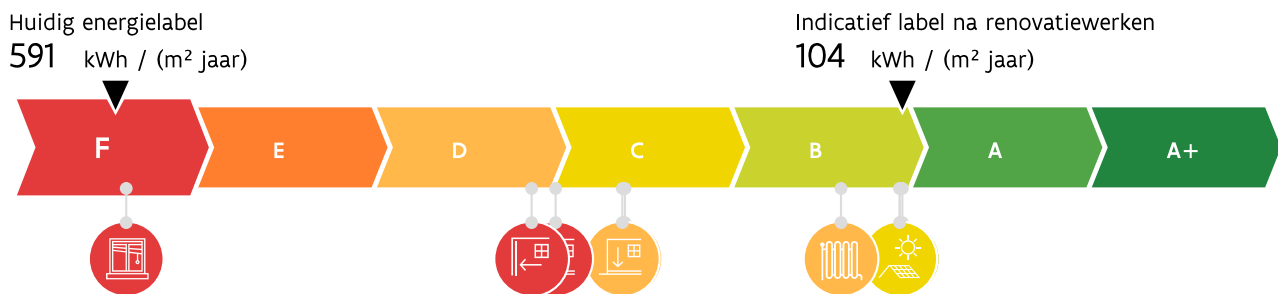 Huidig energielabel
591 kWh / (m² jaar)
Indicatief label na renovatiewerken
104 kWh / (m² jaar)
F E D C B A A+